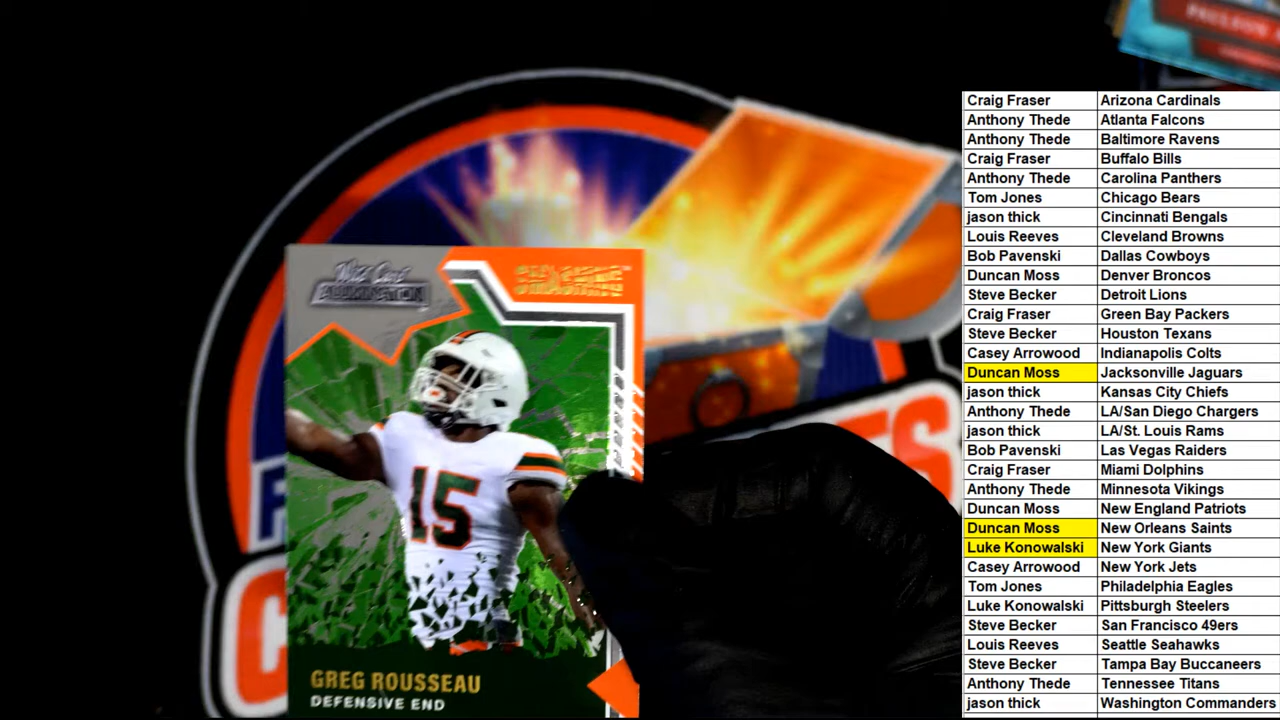 Wild Card
ALUMINATION
15
GREG ROUSSEAU
DEFENSIVE END
Craig Fraser Arizona Cardinals
Anthony Thede Atlanta Falcons
Anthony Thede Baltimore Ravens
Craig Fraser Buffalo Bills
Anthony Thede Carolina Panthers
Tom Jones Chicago Bears
jason thick Cincinnati Bengals
Louis Reeves Cleveland Browns
Bob Pavenski Dallas Cowboys
Duncan Moss Denver Broncos
Steve Becker Detroit Lions
Craig Fraser Green Bay Packers
Steve Becker Houston Texans
Casey Arrowood Indianapolis Colts
Duncan Moss Jacksonville Jaguars
jason thick Kansas City Chiefs
Anthony Thede LA/San Diego Chargers
jason thick LA/St. Louis Rams
Bob Pavenski Las Vegas Raiders
Craig Fraser Miami Dolphins
Anthony Thede Minnesota Vikings
Duncan Moss New England Patriots
Duncan Moss New Orleans Saints
Luke Konowalski New York Giants
Casey Arrowood New York Jets
Tom Jones Philadelphia Eagles
Luke Konowalski Pittsburgh Steelers
Steve Becker San Francisco 49ers
Louis Reeves Seattle Seahawks
Steve Becker Tampa Bay Buccaneers
Anthony Thede Tennessee Titans
jason thick Washington Commanders